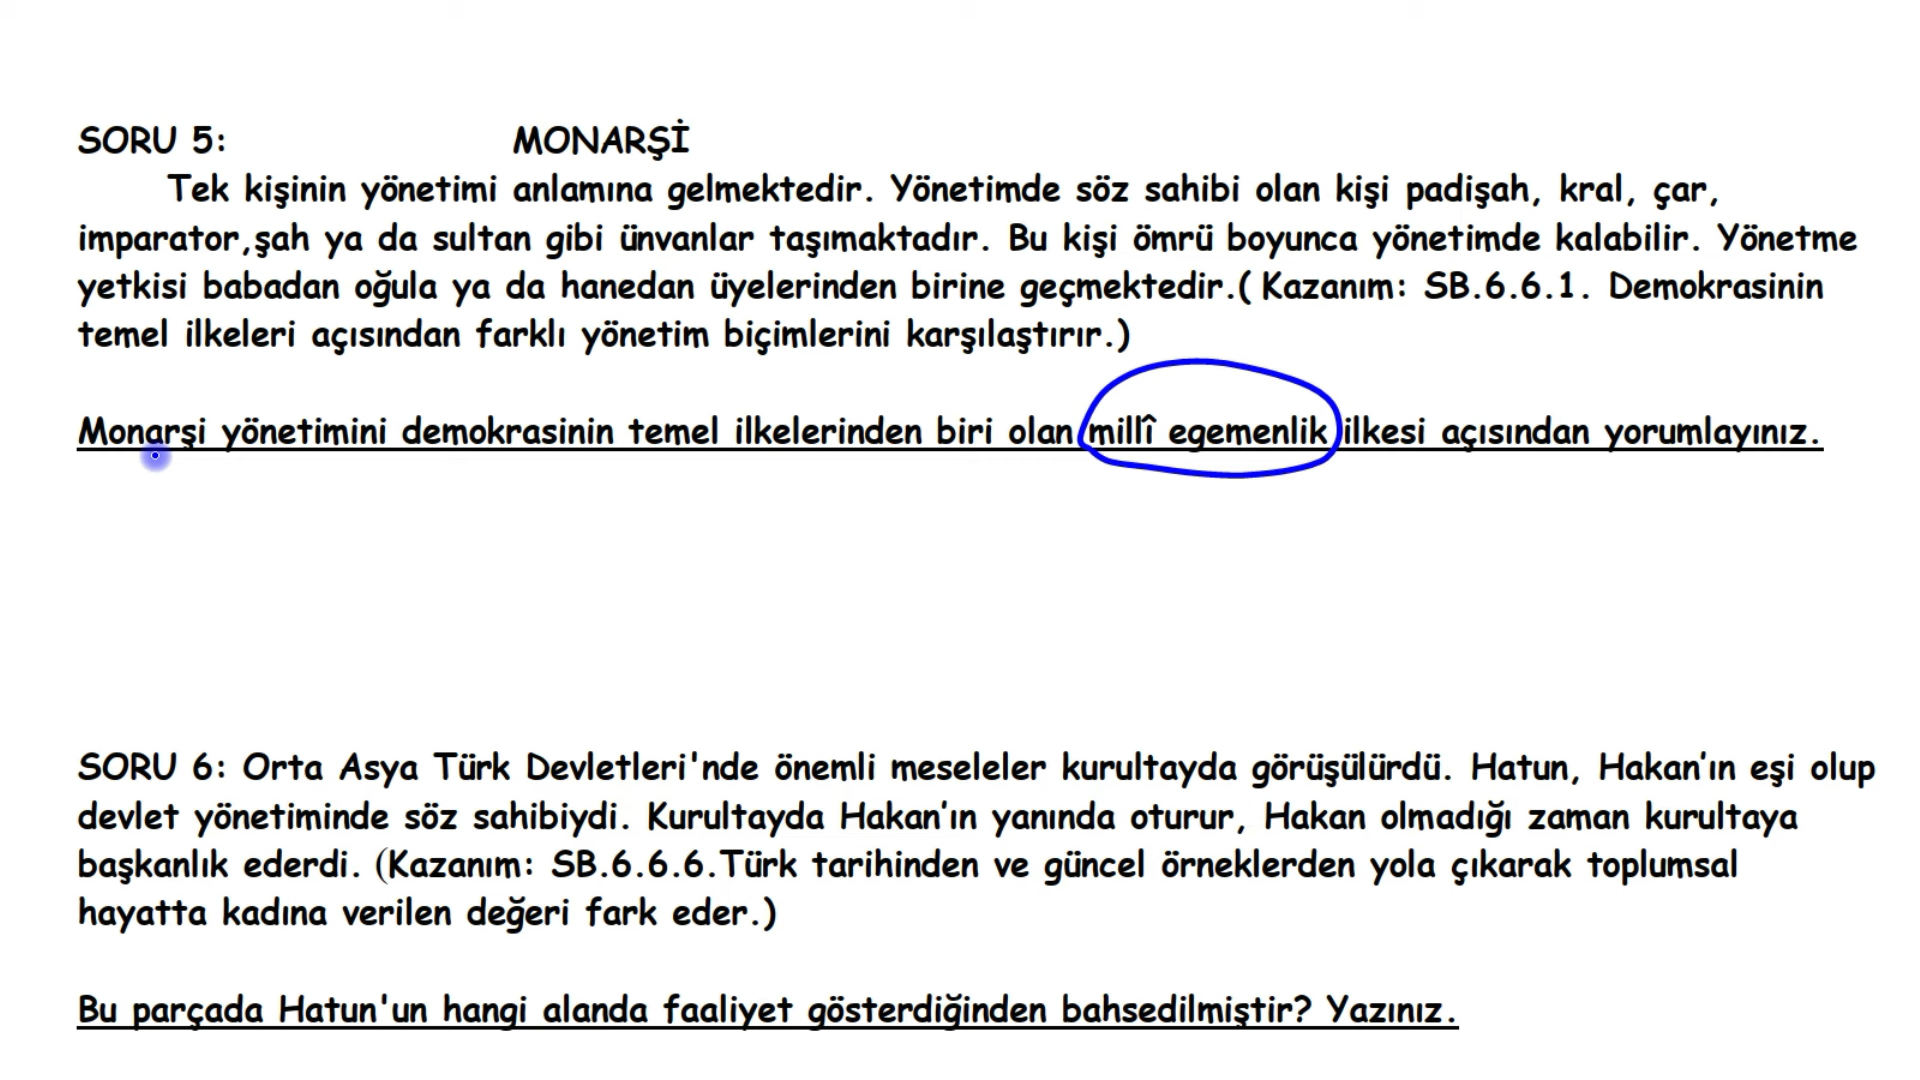 SORU 5: MONARŞİ
Tek kişinin yönetimi anlamına gelmektedir. Yönetimde söz sahibi olan kişi padişah, kral, çar,
imparator,şah ya da sultan gibi ünvanlar taşımaktadır. Bu kişi ömrü boyunca yönetimde kalabilir. Yönetme
yetkisi babadan oğula ya da hanedan üyelerinden birine geçmektedir.( Kazanım: SB.6.6.1. Demokrasinin
temel ilkeleri açısından farklı yönetim biçimlerini karşılaştırır.)
Monarşi yönetimini demokrasinin temel ilkelerinden biri olan millî egemenlik ilkesi açısından yorumlayınız.
SORU 6: Orta Asya Türk Devletleri'nde önemli meseleler kurultayda görüşülürdü. Hatun, Hakan’ın eşi olup
devlet yönetiminde söz sahibiydi. Kurultayda Hakan’ın yanında oturur, Hakan olmadığı zaman kurultaya
başkanlık ederdi. (Kazanım: SB.6.6.6.Türk tarihinden ve güncel örneklerden yola çıkarak toplumsal
hayatta kadına verilen değeri fark eder.)
Bu parçada Hatun'un hangi alanda faaliyet gösterdiğinden bahsedilmiştir? Yazınız.